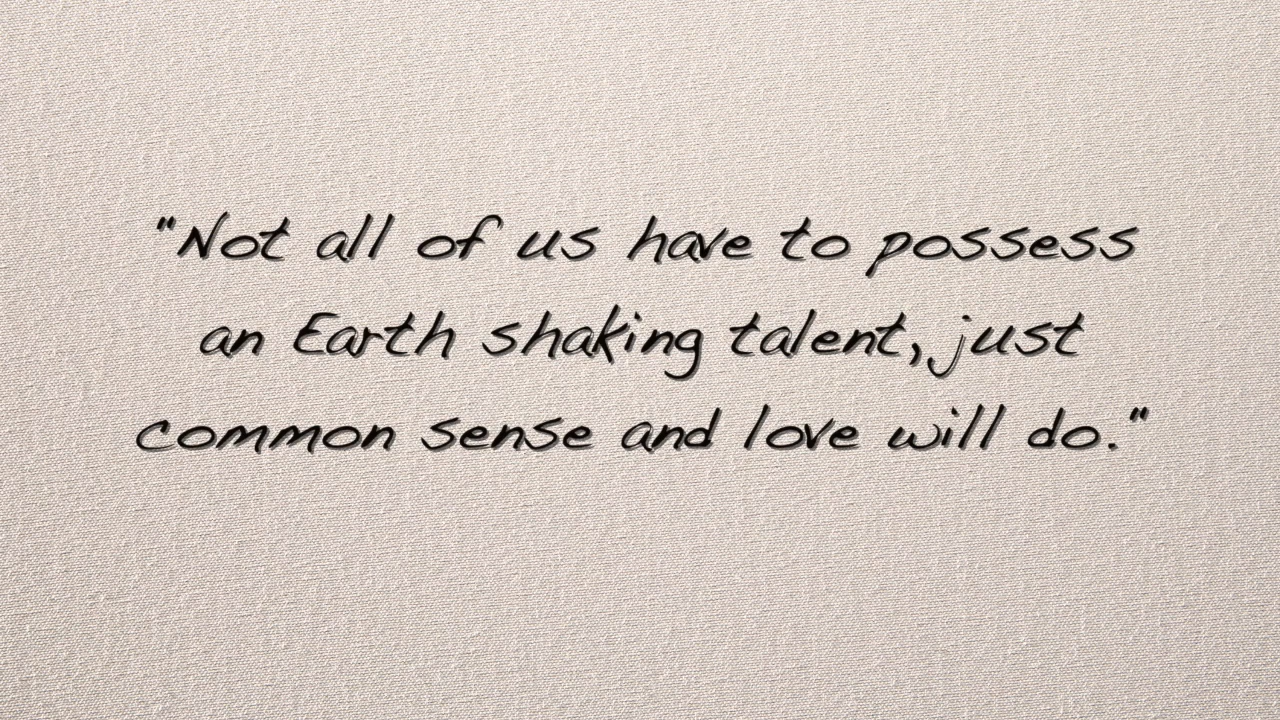 "Not all of us have to possess
an Earth shaking talent, just
common sense and love will do."